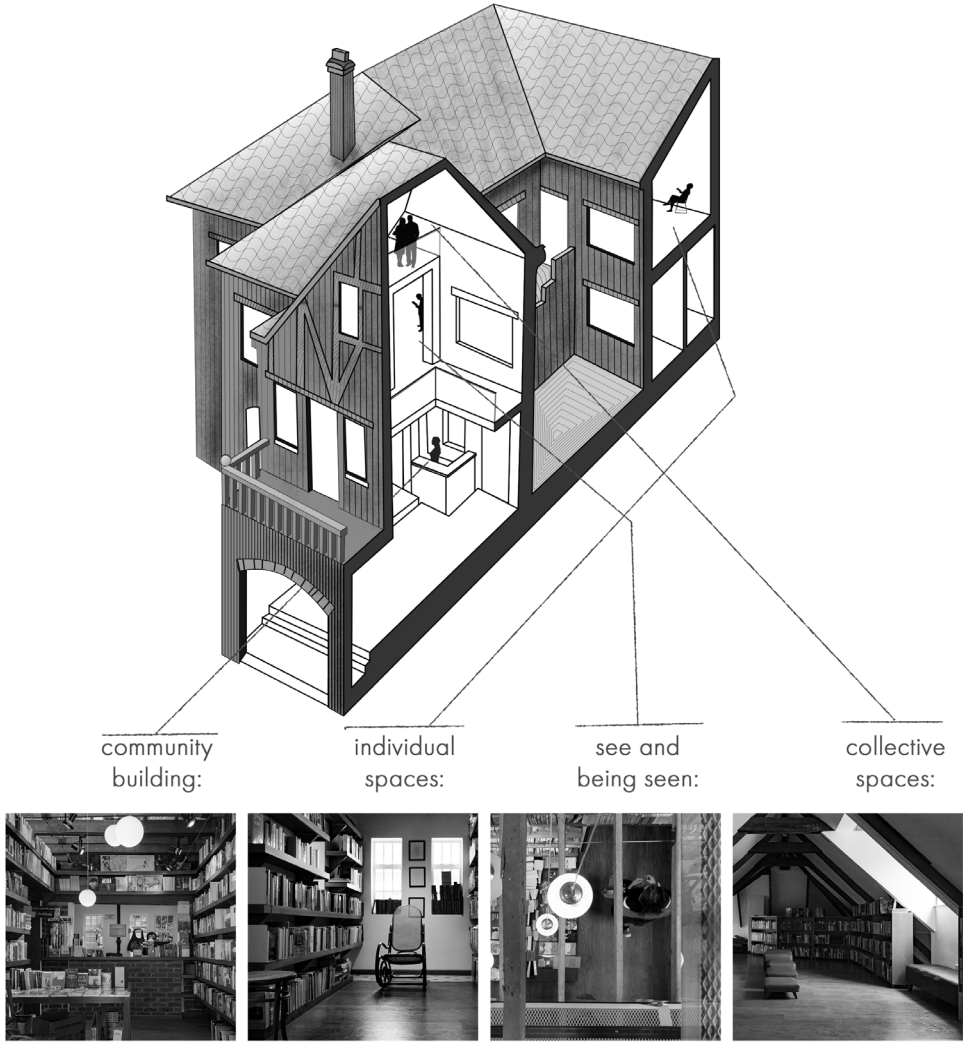 community
building:
individual
spaces:
see and
being seen:
collective
spaces: